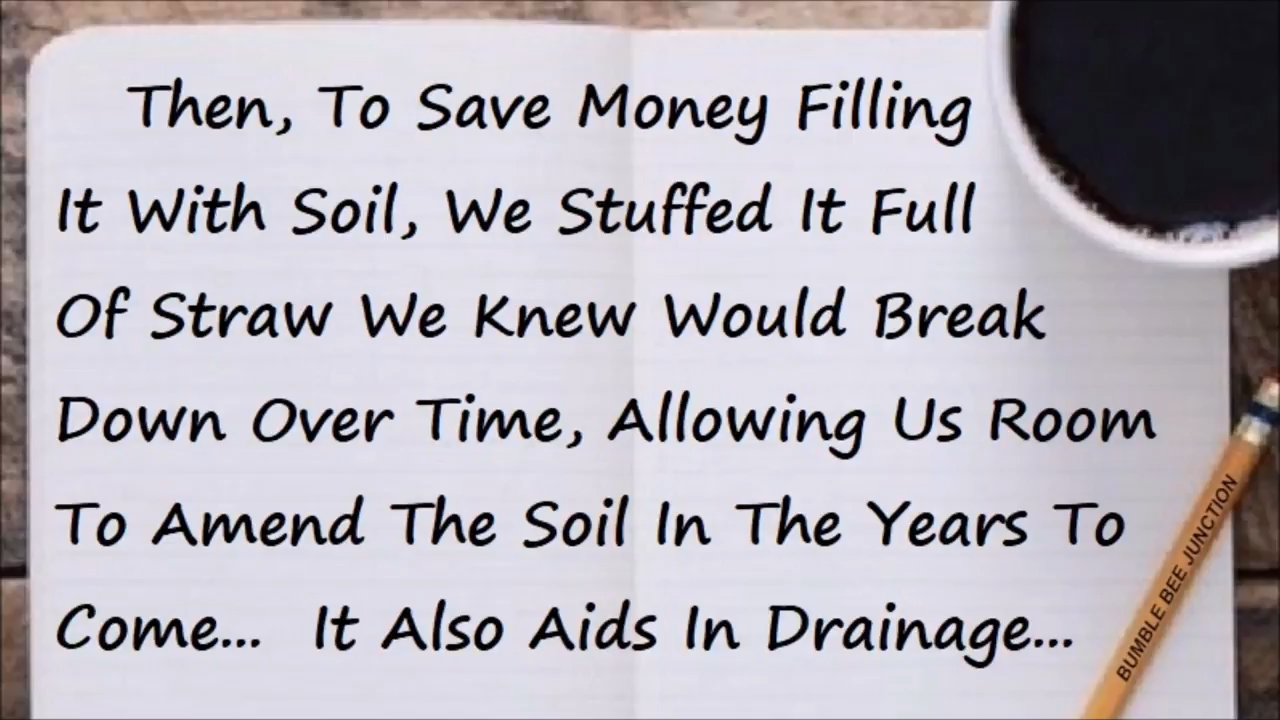 Then, To Save Money Filling
It With Soil, We Stuffed It Full
Of Straw We Knew Would Break
Down Over Time, Allowing Us Room
To Amend The Soil In The Years To
Come... It Also Aids In Drainage...
BUMBLE BEE JUNCTION